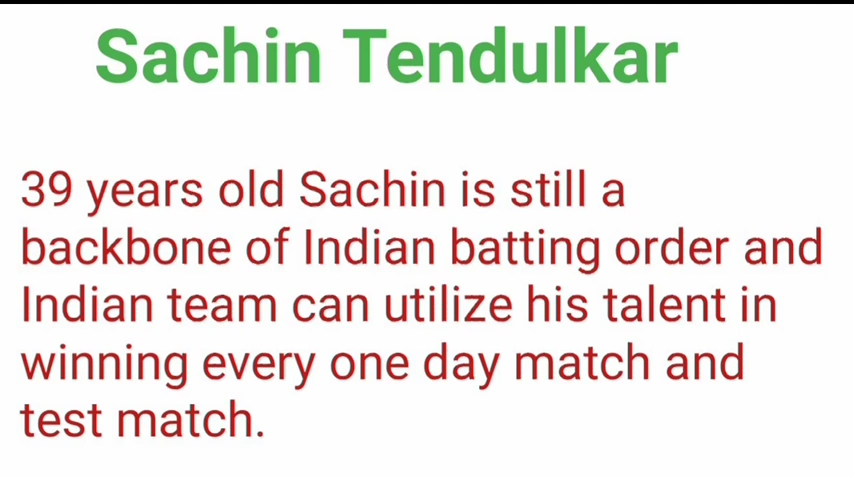 Sachin Tendulkar
39 years old Sachin is still a
backbone of Indian batting order and
Indian team can utilize his talent in
winning every one day match and
test match.